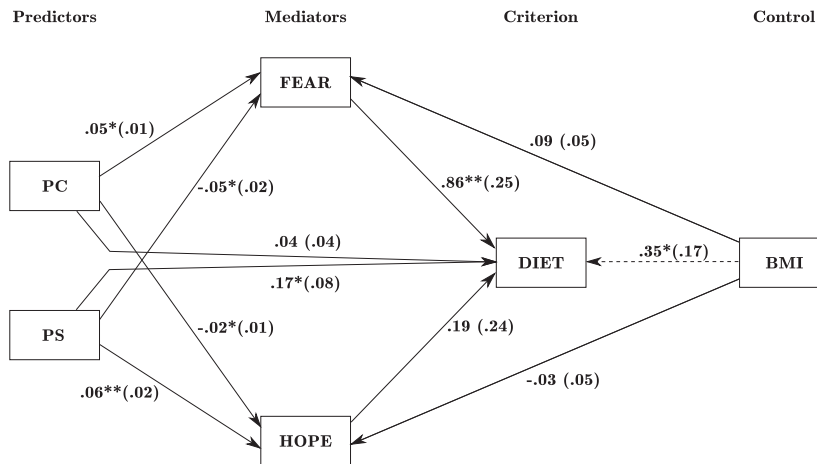 Predictors Mediators Criterion Control
FEAR
.05*(.01)
.09 (.05)
PC
-.05*(.02)
.86**(.25)
.04 (.04)
.35*(.17)
DIET
BMI
.17*(.08)
PS
-.02*(.01)
.19 (.24)
.06**(.02)
-.03 (.05)
HOPE